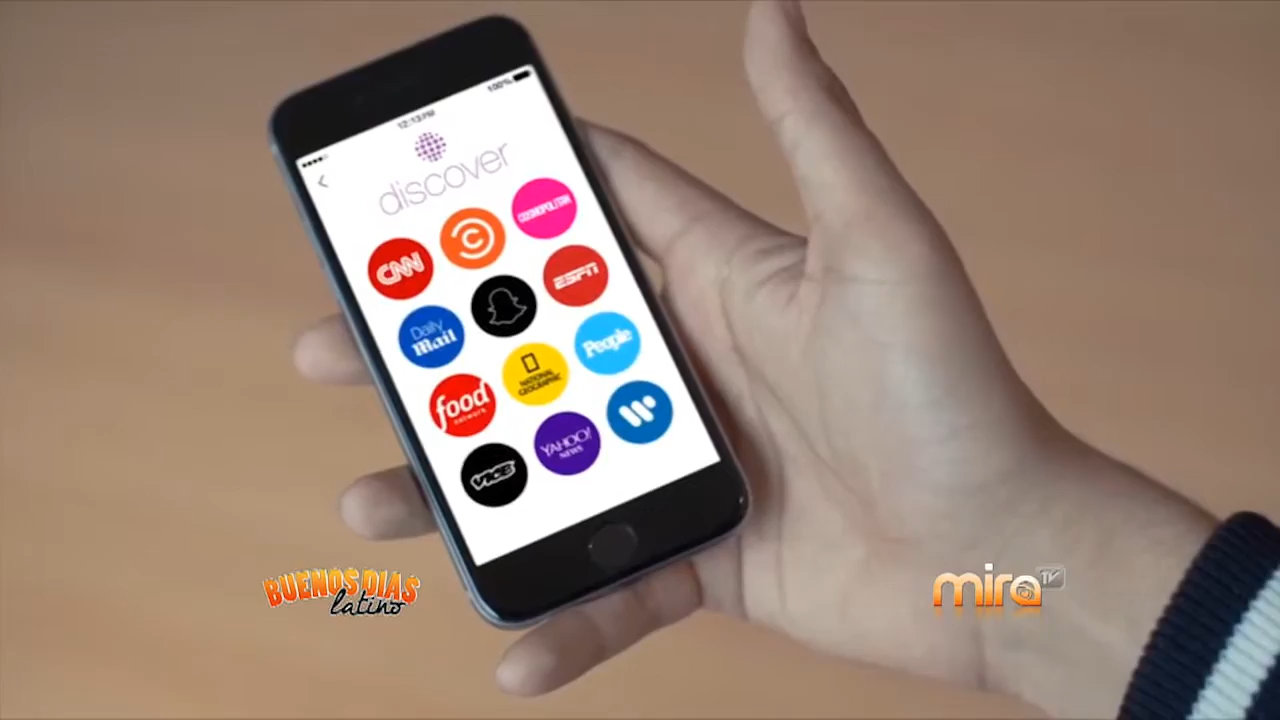 100%
12:13 PM
discover
CNN
C
COSMOPOLITAN
Daily
Mail
ESPN
food
network
NATIONAL
GEOGRAPHIC
People
VICE
YAHOO!
NEWS
W
BUENOS DIAS
latino
mira
TV